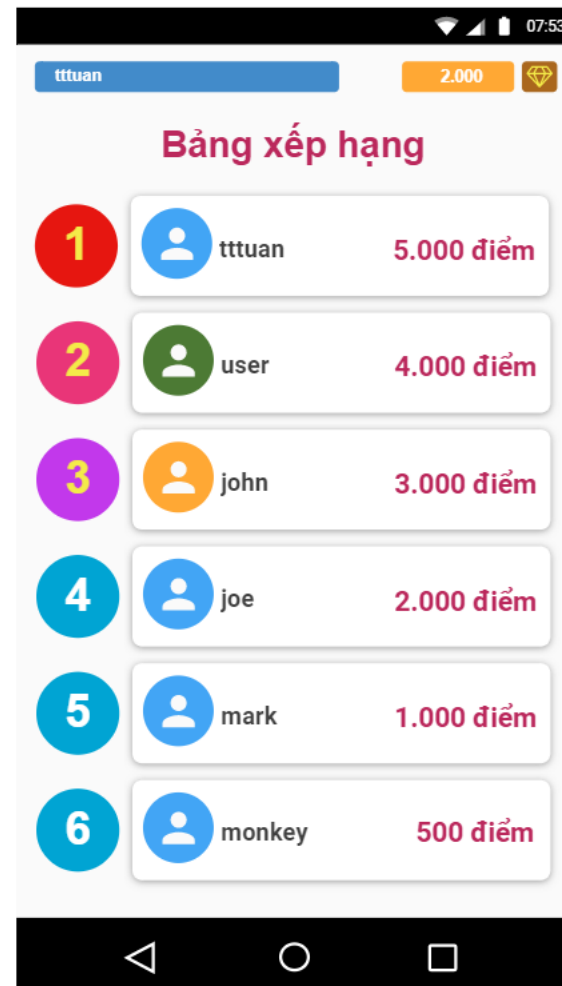 07:53
tttuan 2.000
Bảng xếp hạng
1 tttuan 5.000 điểm
2 user 4.000 điểm
3 john 3.000 điểm
4 joe 2.000 điểm
5 mark 1.000 điểm
6 monkey 500 điểm